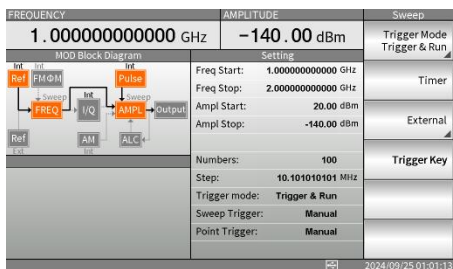 FREQUENCY
AMPLITUDE
Sweep
1.000000000000 GHz
-140.00 dBm
Trigger Mode
Trigger & Run
MOD Block Diagram
Setting
Int Int Int
Ref FMΦM Pulse
Sweep Int Sweep
FREQ I/Q AMPL Output
Ref AM ALC
Ext Int
Freq Start: 1.000000000000 GHz
Freq Stop: 2.000000000000 GHz
Ampl Start: 20.00 dBm
Ampl Stop: -140.00 dBm
Numbers: 100
Step: 10.101010101 MHz
Trigger mode: Trigger & Run
Sweep Trigger: Manual
Point Trigger: Manual
Timer
External
Trigger Key
2024/09/25 01:01:13